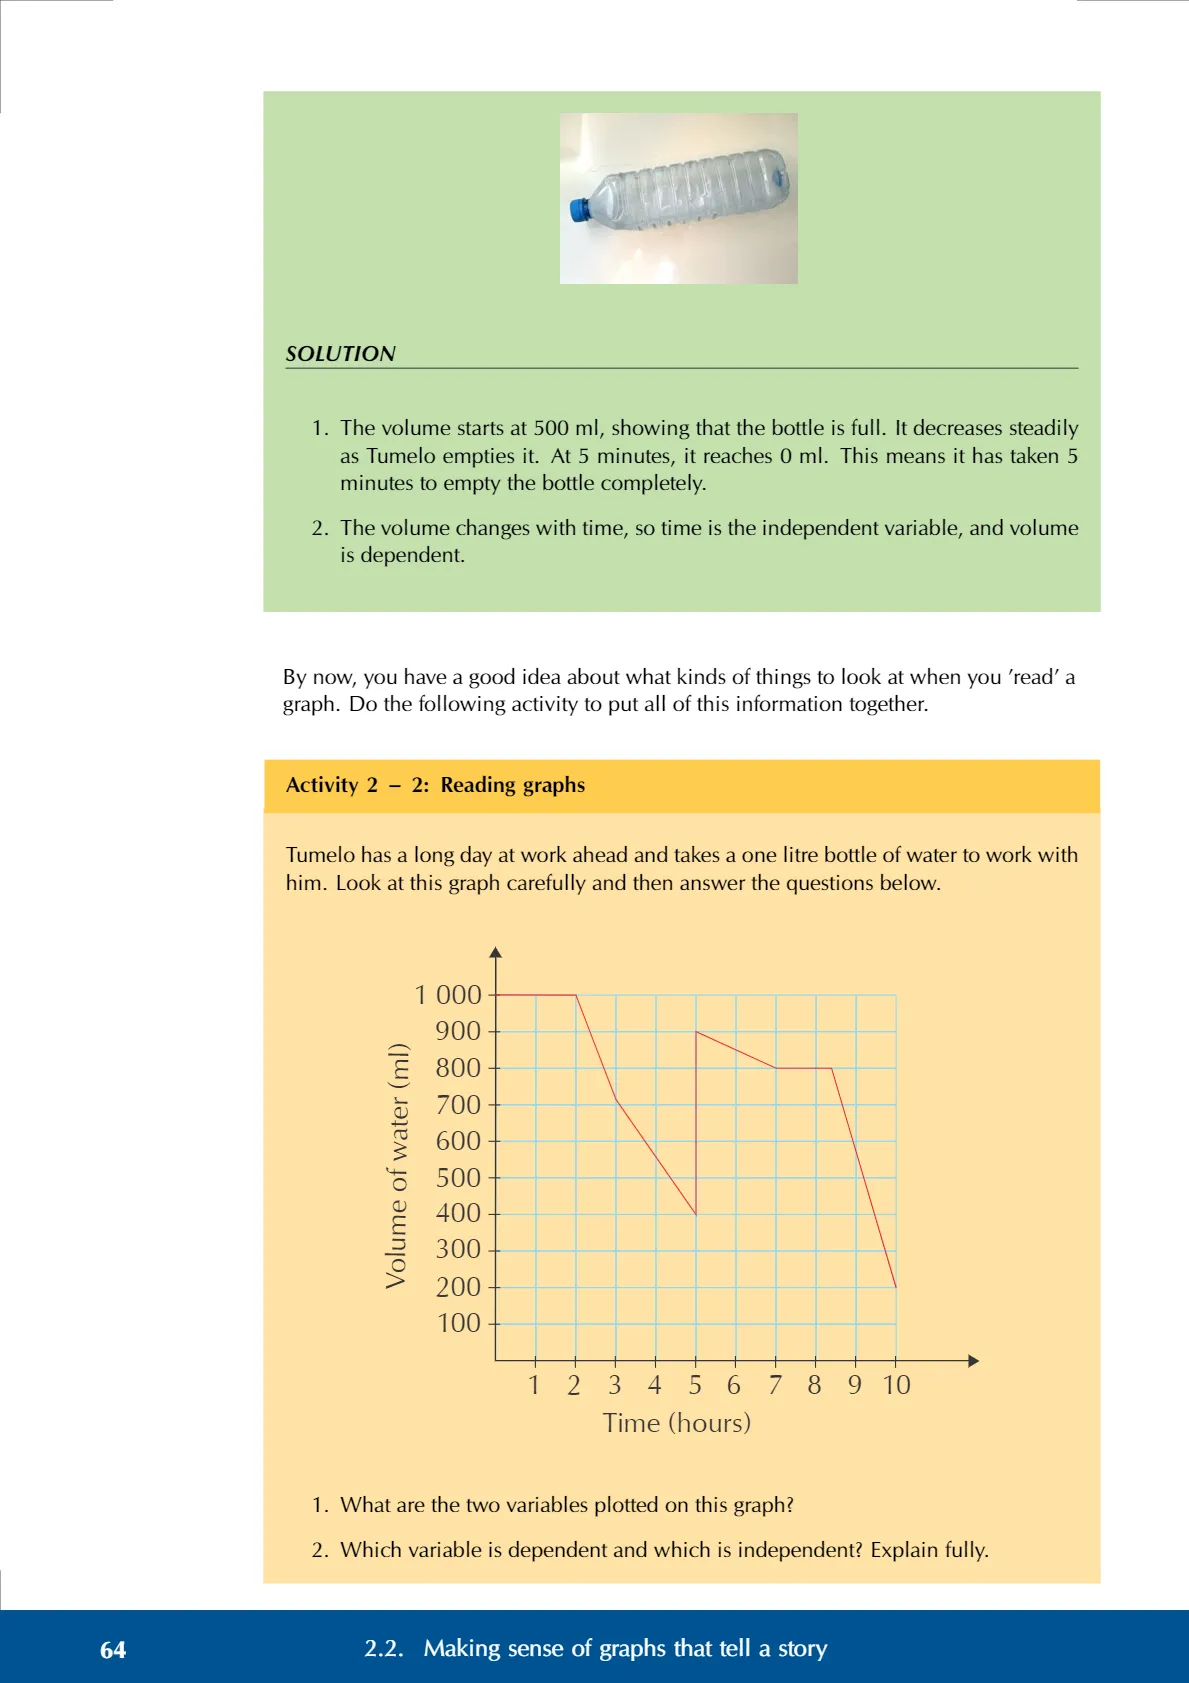 SOLUTION
1. The volume starts at 500 ml, showing that the bottle is full. It decreases steadily
as Tumelo empties it. At 5 minutes, it reaches 0 ml. This means it has taken 5
minutes to empty the bottle completely.
2. The volume changes with time, so time is the independent variable, and volume
is dependent.
By now, you have a good idea about what kinds of things to look at when you ’read’ a
graph. Do the following activity to put all of this information together.
Activity 2 – 2: Reading graphs
Tumelo has a long day at work ahead and takes a one litre bottle of water to work with
him. Look at this graph carefully and then answer the questions below.
Volume of water (ml)
1 000
900
800
700
600
500
400
300
200
100
1 2 3 4 5 6 7 8 9 10
Time (hours)
1. What are the two variables plotted on this graph?
2. Which variable is dependent and which is independent? Explain fully.
64 2.2. Making sense of graphs that tell a story